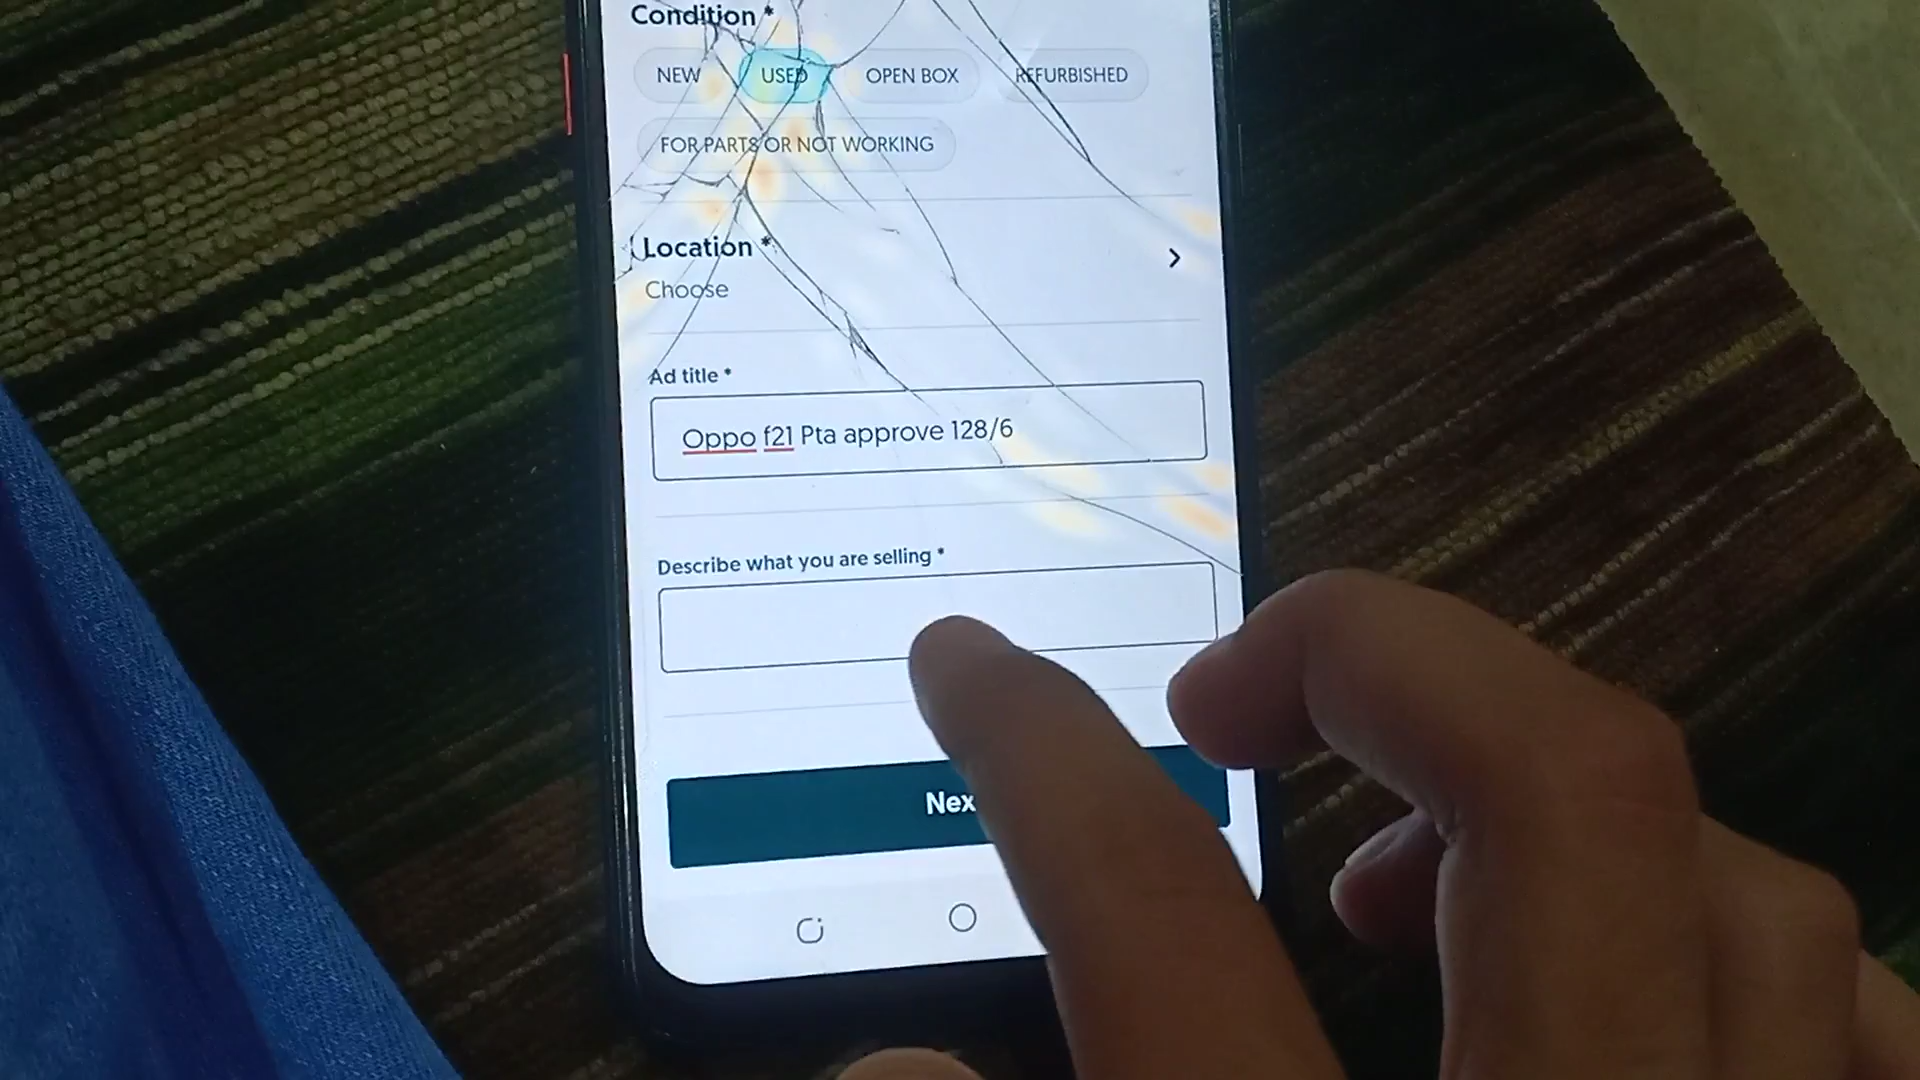 Condition *
NEW USED OPEN BOX REFURBISHED
FOR PARTS OR NOT WORKING
Location *
Choose
Ad title *
Oppo f21 Pta approve 128/6
Describe what you are selling *
Nex